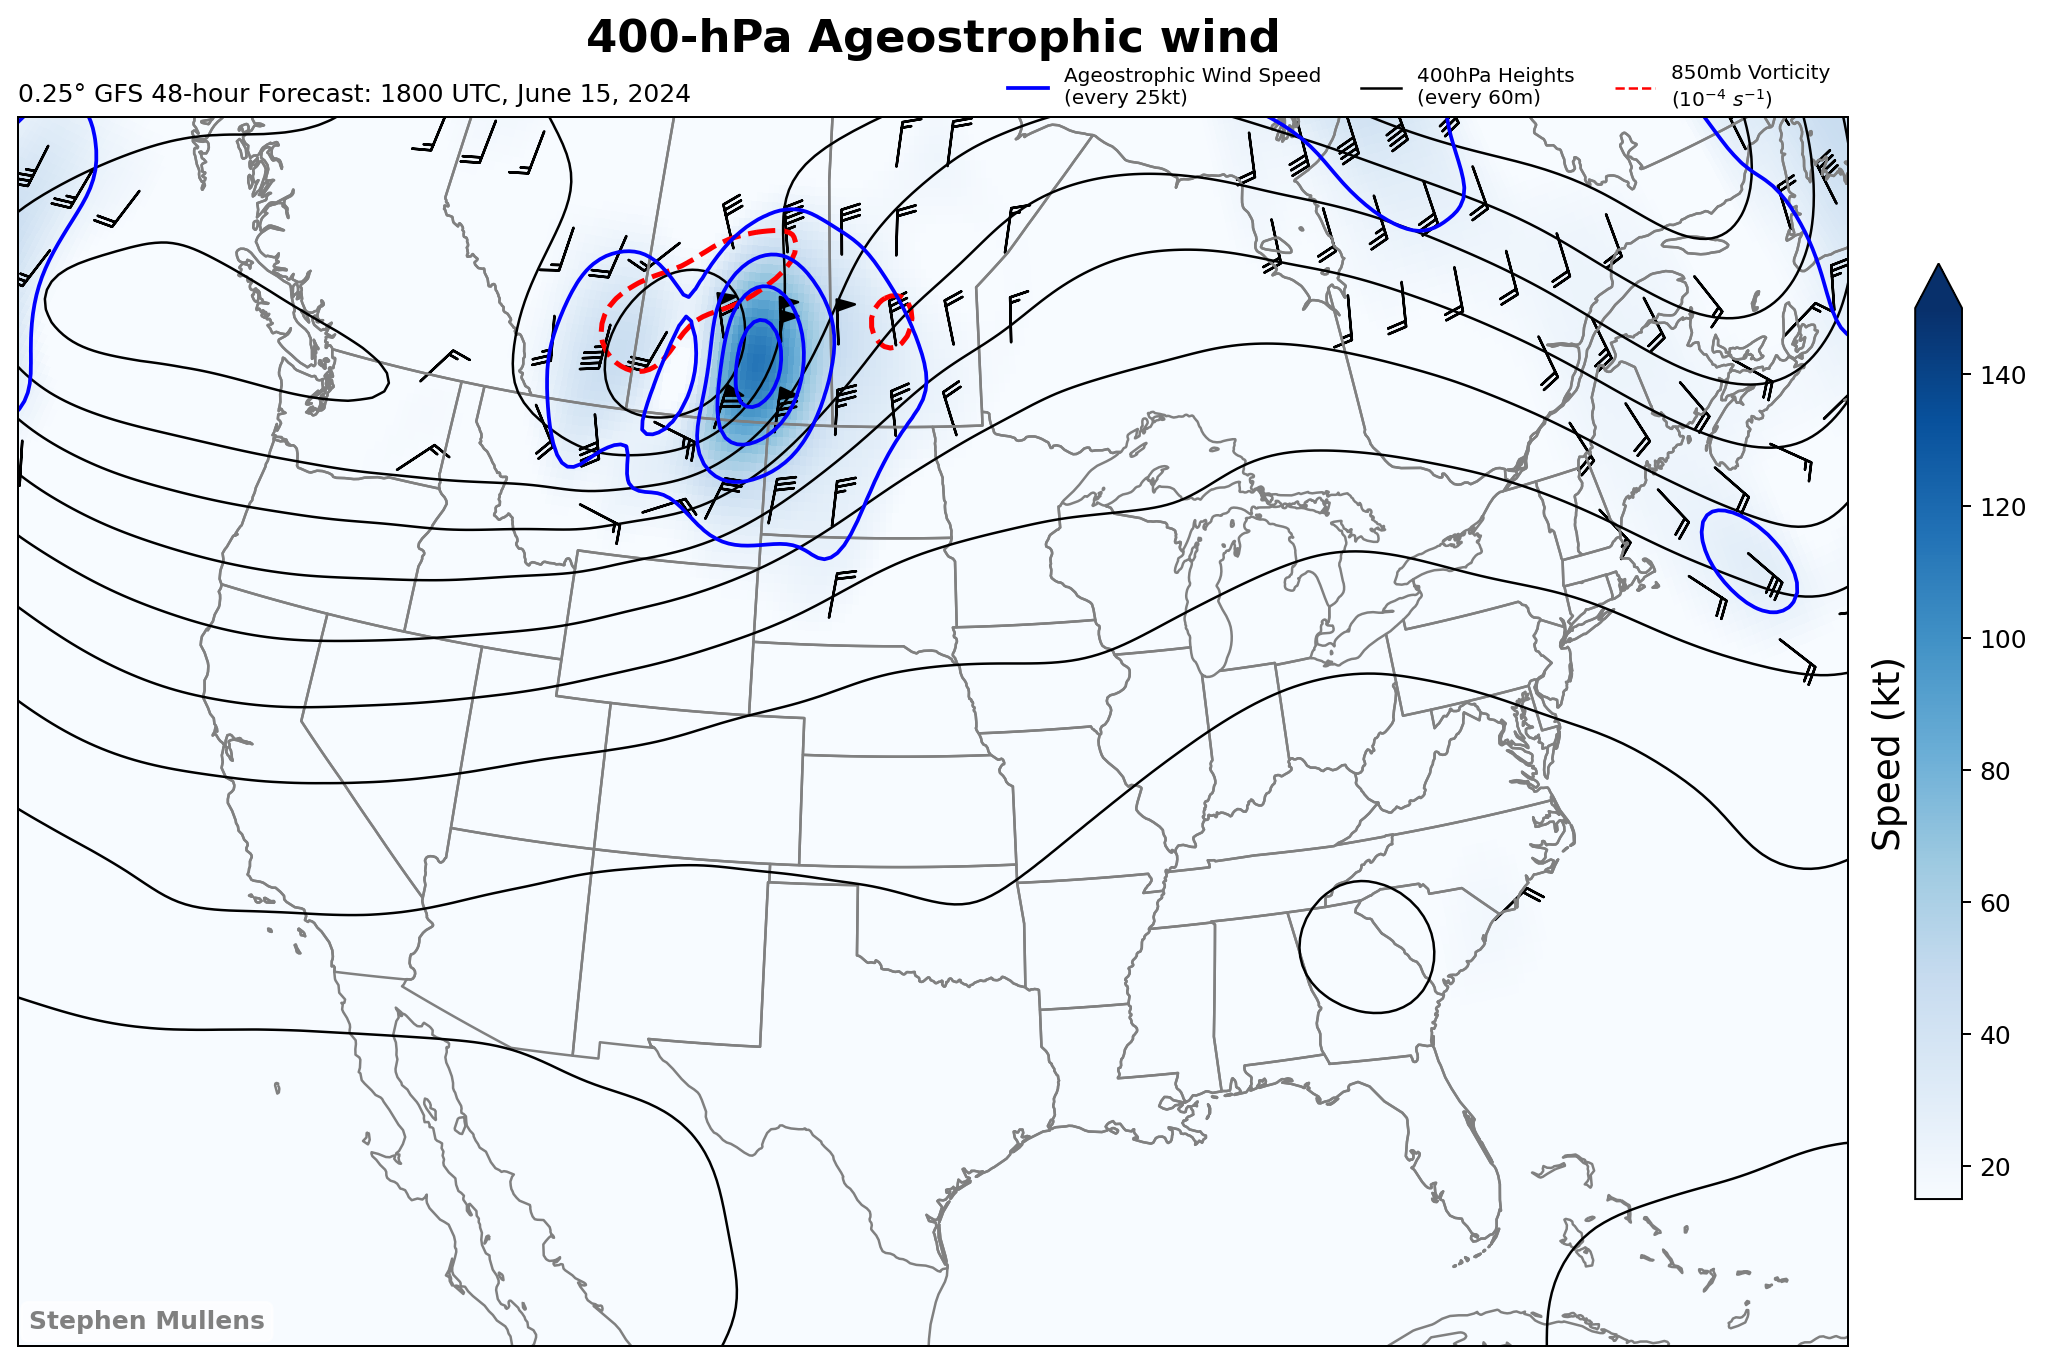 400-hPa Ageostrophic wind
0.25° GFS 48-hour Forecast: 1800 UTC, June 15, 2024
Ageostrophic Wind Speed
(every 25kt)
400hPa Heights
(every 60m)
850mb Vorticity
(10⁻⁴ s⁻¹)
140
120
100
80
60
40
20
Speed (kt)
Stephen Mullens